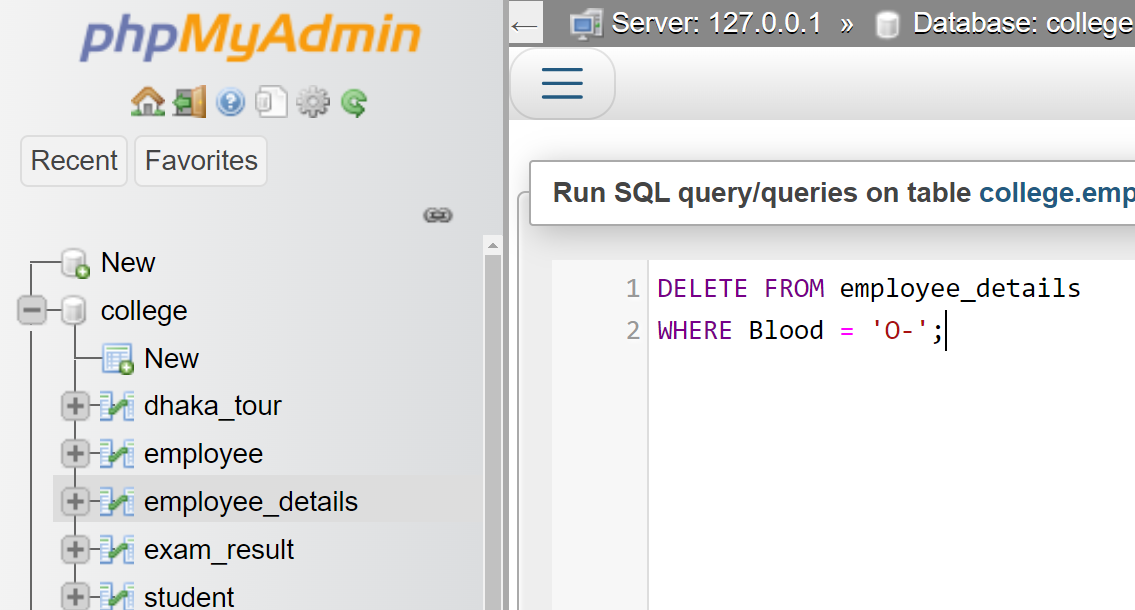 phpMyAdmin
Recent Favorites
New
college
New
dhaka_tour
employee
employee_details
exam_result
student
Server: 127.0.0.1 » Database: college
Run SQL query/queries on table college.emp
1 DELETE FROM employee_details
2 WHERE Blood = 'O-';